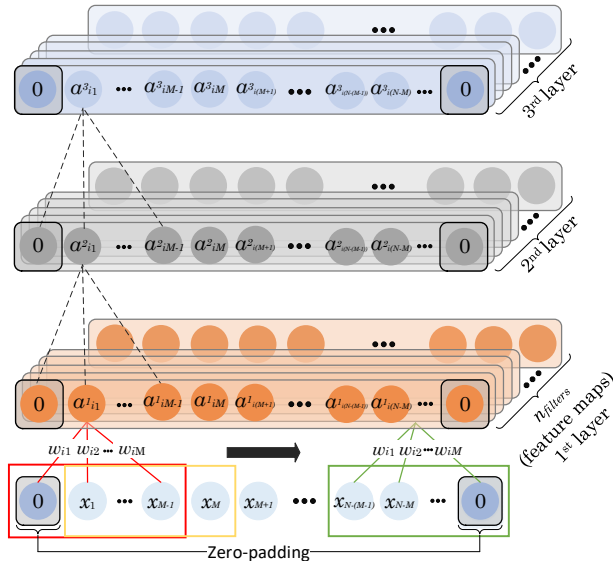 0 a³ᵢ₁ ••• a³ᵢM-1 a³ᵢM a³ᵢ(M+1) ••• a³ᵢ(N-(M-1)) a³ᵢ(N-M) ••• 0
••• 3rd layer
0 a²ᵢ₁ ••• a²ᵢM-1 a²ᵢM a²ᵢ(M+1) ••• a²ᵢ(N-(M-1)) a²ᵢ(N-M) ••• 0
••• 2nd layer
0 a¹ᵢ₁ ••• a¹ᵢM-1 a¹ᵢM a¹ᵢ(M+1) ••• a¹ᵢ(N-(M-1)) a¹ᵢ(N-M) ••• 0
nfilters
(feature maps)
1st layer
wi1 wi2 ••• wiM wi1 wi2 ••• wiM
0 x1 ••• xM-1 xM xM+1 ••• xN-(M-1) xN-M ••• 0
Zero-padding